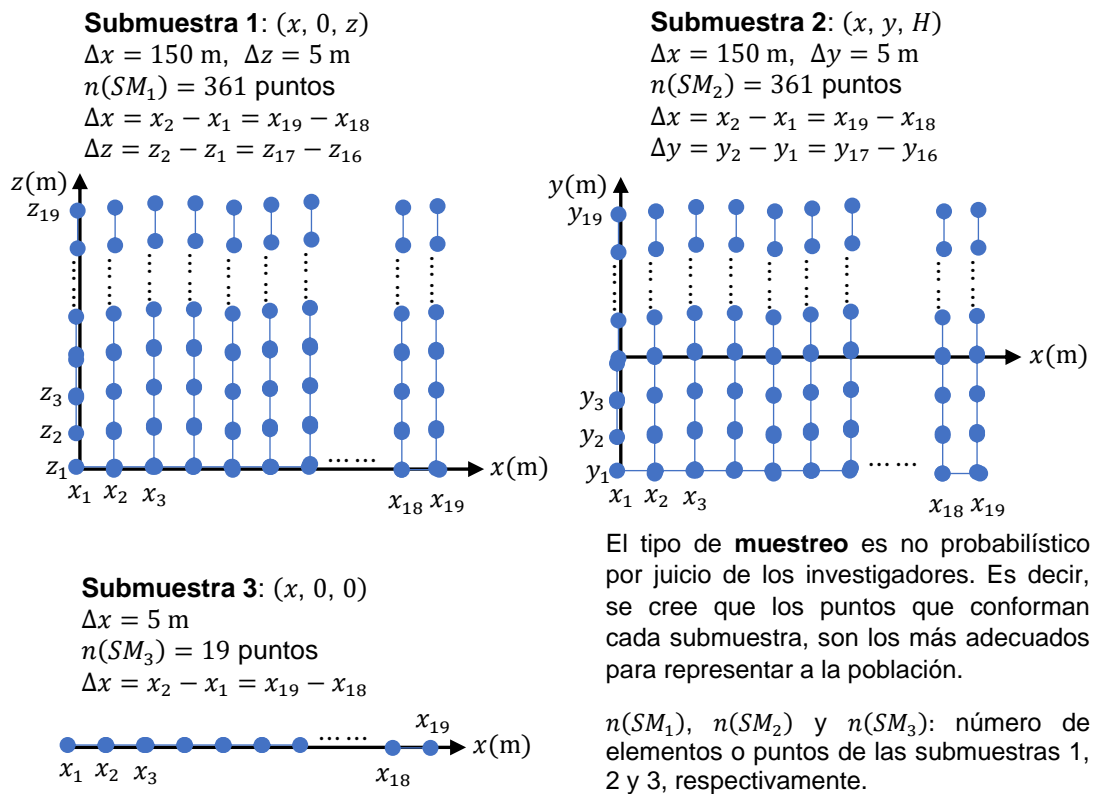 Submuestra 1: (x, 0, z)
Δx = 150 m, Δz = 5 m
n(SM₁) = 361 puntos
Δx = x₂ − x₁ = x₁₉ − x₁₈
Δz = z₂ − z₁ = z₁₇ − z₁₆
z(m)
z₁₉
z₃
z₂
z₁
x₁ x₂ x₃
……
x₁₈ x₁₉
x(m)
Submuestra 2: (x, y, H)
Δx = 150 m, Δy = 5 m
n(SM₂) = 361 puntos
Δx = x₂ − x₁ = x₁₉ − x₁₈
Δy = y₂ − y₁ = y₁₇ − y₁₆
y(m)
y₁₉
x(m)
y₃
y₂
y₁
x₁ x₂ x₃
……
x₁₈ x₁₉
Submuestra 3: (x, 0, 0)
Δx = 5 m
n(SM₃) = 19 puntos
Δx = x₂ − x₁ = x₁₉ − x₁₈
x₁₉
……
x(m)
x₁ x₂ x₃
x₁₈
El tipo de muestreo es no probabilístico
por juicio de los investigadores. Es decir,
se cree que los puntos que conforman
cada submuestra, son los más adecuados
para representar a la población.
n(SM₁), n(SM₂) y n(SM₃): número de
elementos o puntos de las submuestras 1,
2 y 3, respectivamente.